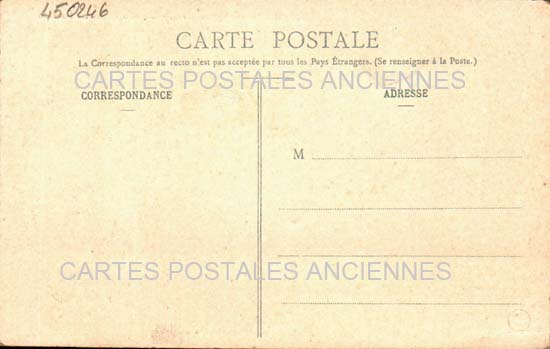 450246
CARTE POSTALE
La Correspondance au recto n'est pas acceptée par tous les Pays Étrangers. (Se renseigner à la Poste.)
CARTES POSTALES ANCIENNES
CORRESPONDANCE
ADRESSE
M
CARTES POSTALES ANCIENNES